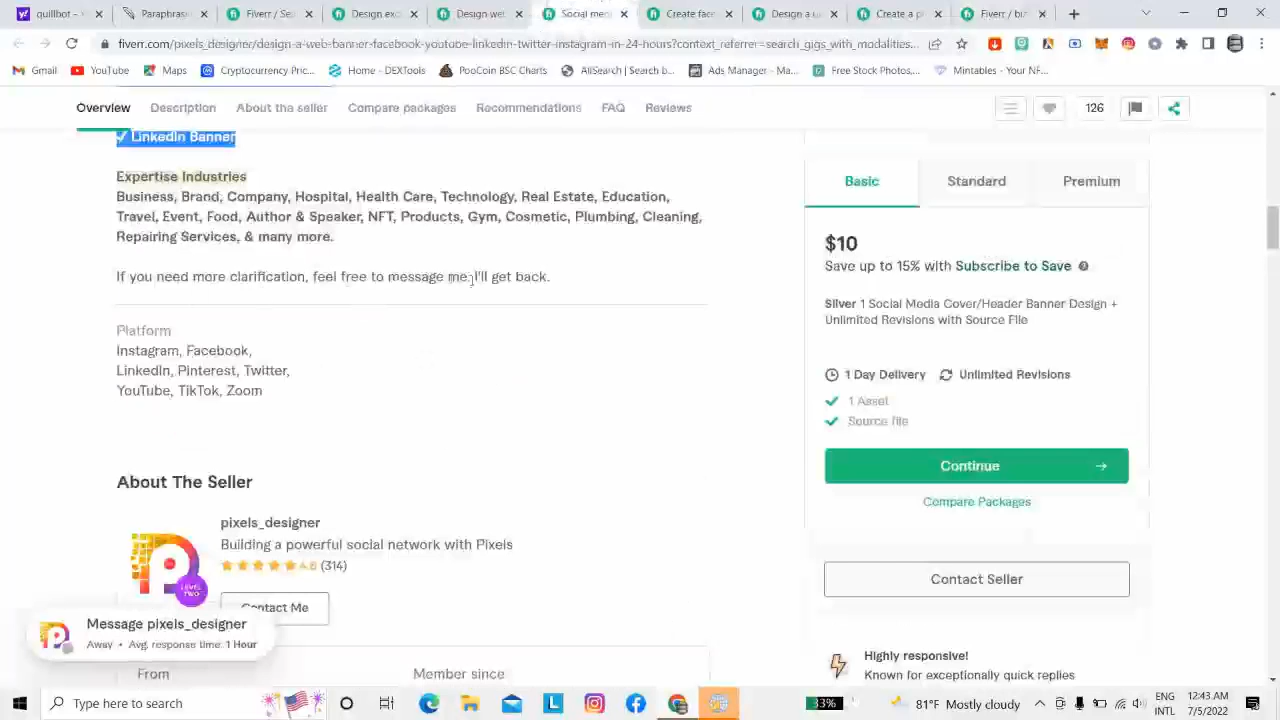 quillbot -
Paraphras
Design ex
Design we
Social me
Create face
Design a u
Create a p
Fiverr / b
fiverr.com/pixels_designer/design-a-web-banner-facebook-youtube-linkedin-twitter-instagram-in-24-hours?context_referrer=search_gigs_with_modalities...
Gmail
YouTube
Maps
Cryptocurrency Pric...
Home - DEXTools
PooCoin BSC Charts
AliSearch | Search b...
Ads Manager - Ma...
Free Stock Photos,...
Mintables - Your NF...
Overview
Description
About the seller
Compare packages
Recommendations
FAQ
Reviews
126
✓ LinkedIn Banner
Expertise Industries
Business, Brand, Company, Hospital, Health Care, Technology, Real Estate, Education,
Travel, Event, Food, Author & Speaker, NFT, Products, Gym, Cosmetic, Plumbing, Cleaning,
Repairing Services, & many more.
If you need more clarification, feel free to message me I'll get back.
Platform
Instagram, Facebook,
LinkedIn, Pinterest, Twitter,
YouTube, TikTok, Zoom
About The Seller
pixels_designer
Building a powerful social network with Pixels
(314)
LEVEL
TWO
Contact Me
Message pixels_designer
Away • Avg. response time: 1 Hour
From
Member since
Basic
Standard
Premium
$10
Save up to 15% with Subscribe to Save
Silver 1 Social Media Cover/Header Banner Design +
Unlimited Revisions with Source File
1 Day Delivery
Unlimited Revisions
1 Asset
Source file
Continue
Compare Packages
Contact Seller
Highly responsive!
Known for exceptionally quick replies
Type here to search
33%
81°F Mostly cloudy
ENG
INTL
12:43 AM
7/5/2022